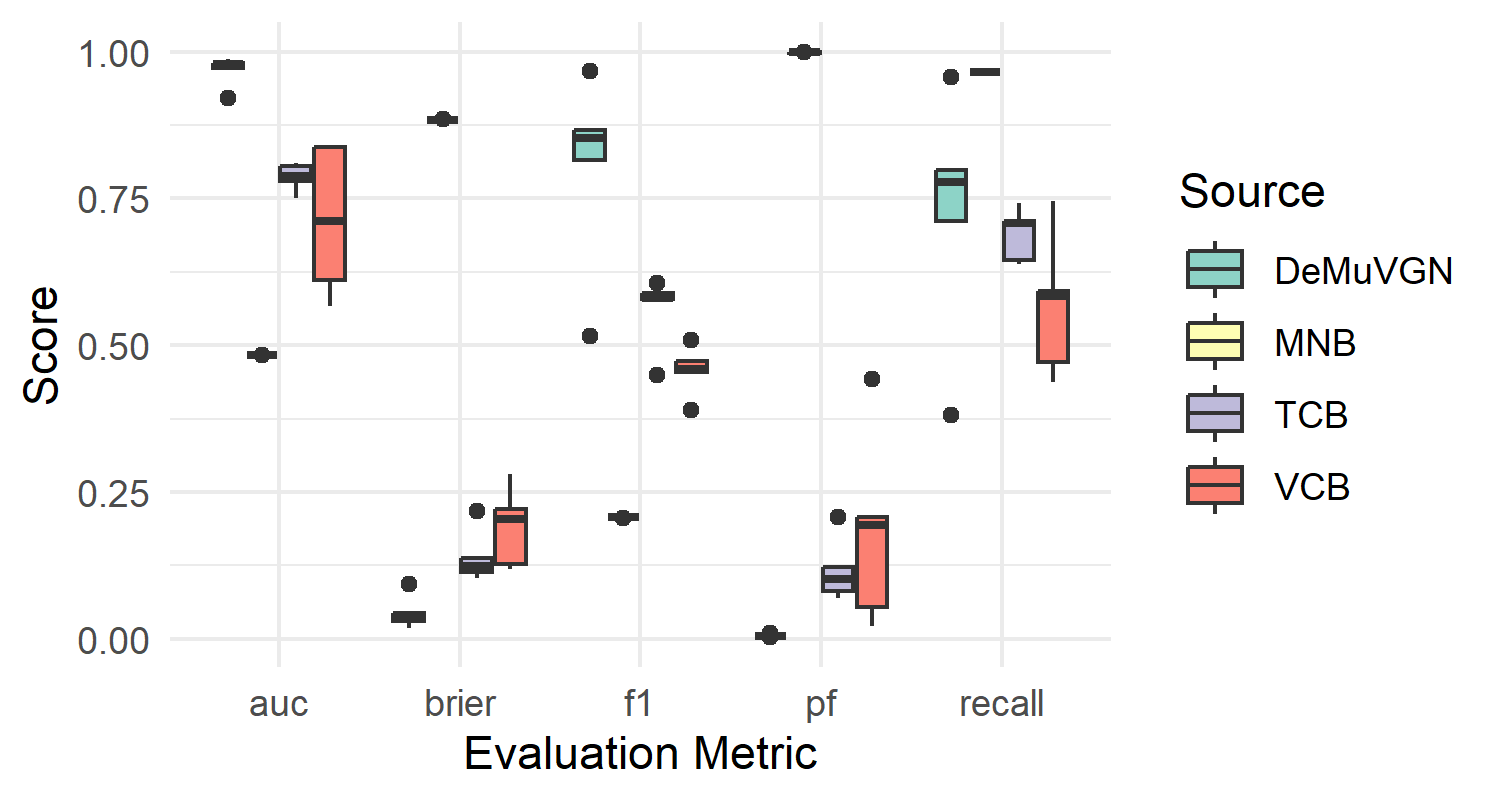 Score
1.00
0.75
0.50
0.25
0.00
auc
brier
f1
pf
recall
Evaluation Metric
Source
DeMuVGN
MNB
TCB
VCB